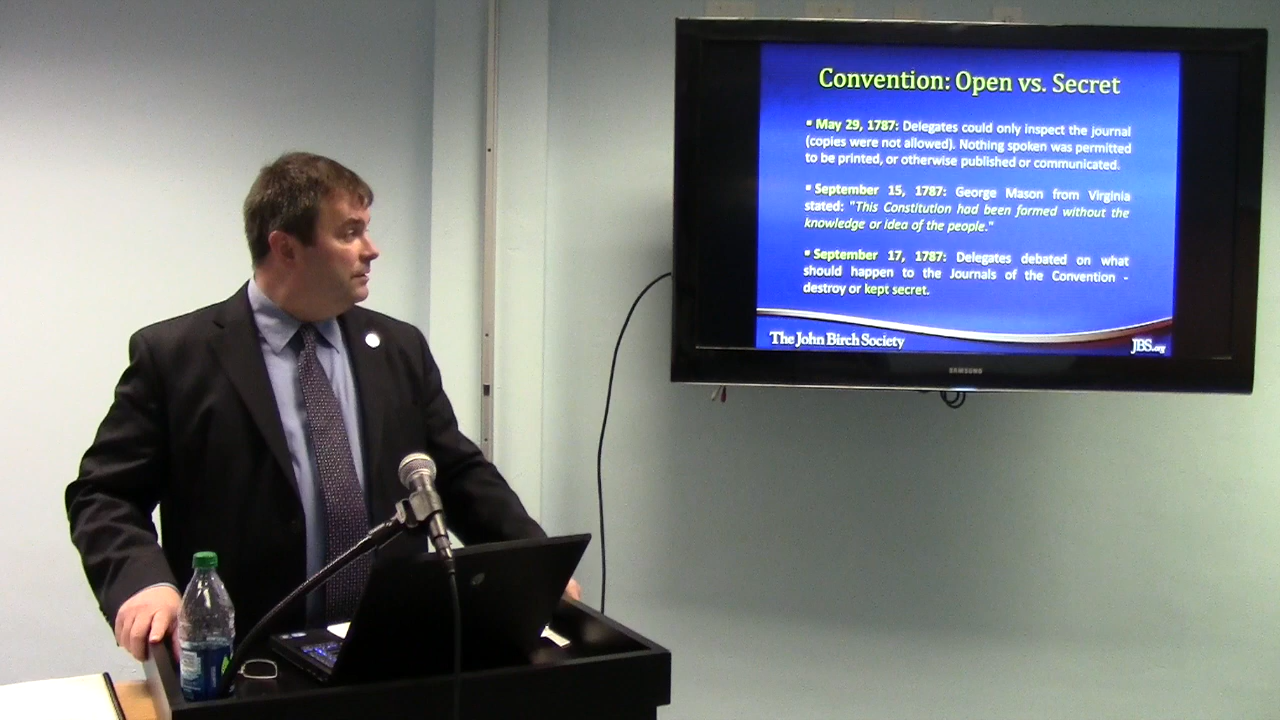 Convention: Open vs. Secret
▪ May 29, 1787: Delegates could only inspect the journal
(copies were not allowed). Nothing spoken was permitted
to be printed, or otherwise published or communicated.
▪ September 15, 1787: George Mason from Virginia
stated: "This Constitution had been formed without the
knowledge or idea of the people."
▪ September 17, 1787: Delegates debated on what
should happen to the Journals of the Convention -
destroy or kept secret.
The John Birch Society
JBS.org
SAMSUNG